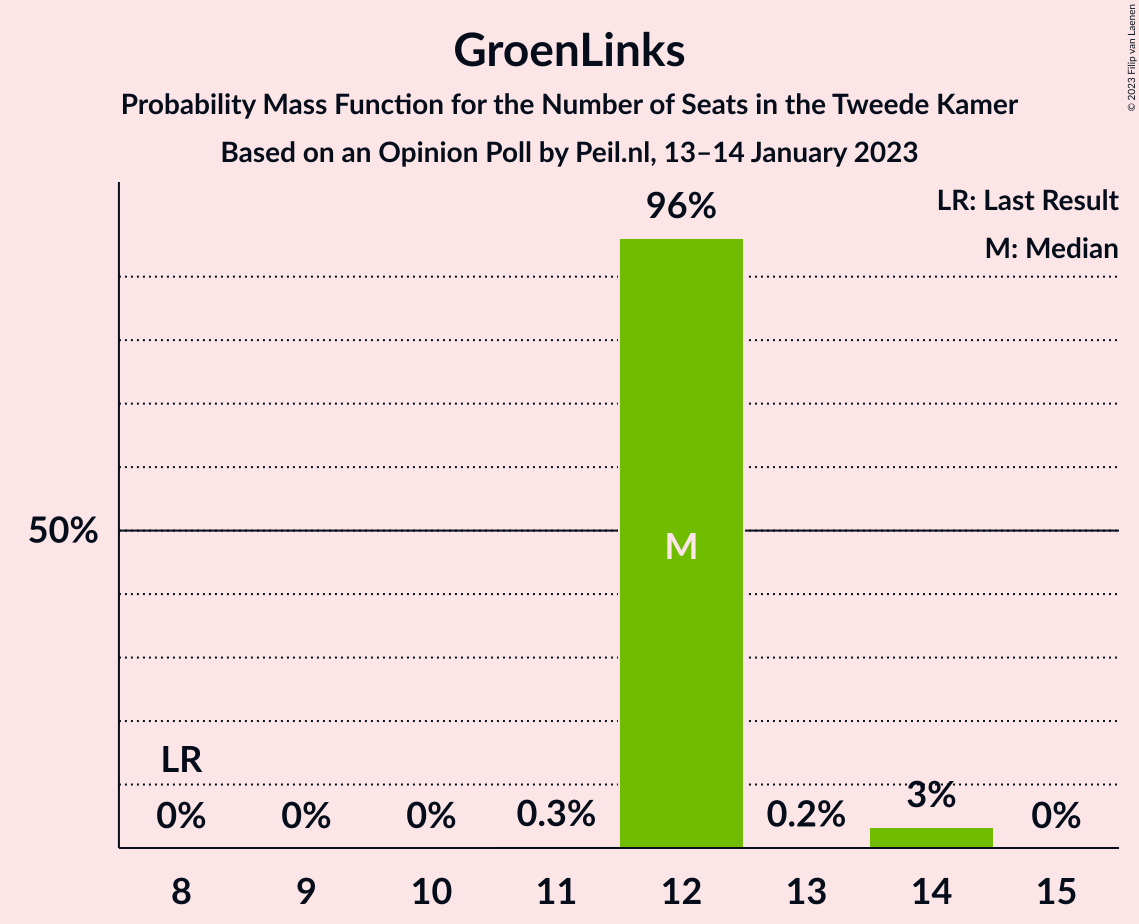 GroenLinks
Probability Mass Function for the Number of Seats in the Tweede Kamer
Based on an Opinion Poll by Peil.nl, 13–14 January 2023
© 2023 Filip van Laenen
LR: Last Result
M: Median
96%
50%
M
LR
0%
0%
0%
0.3%
0.2%
3%
0%
8
9
10
11
12
13
14
15